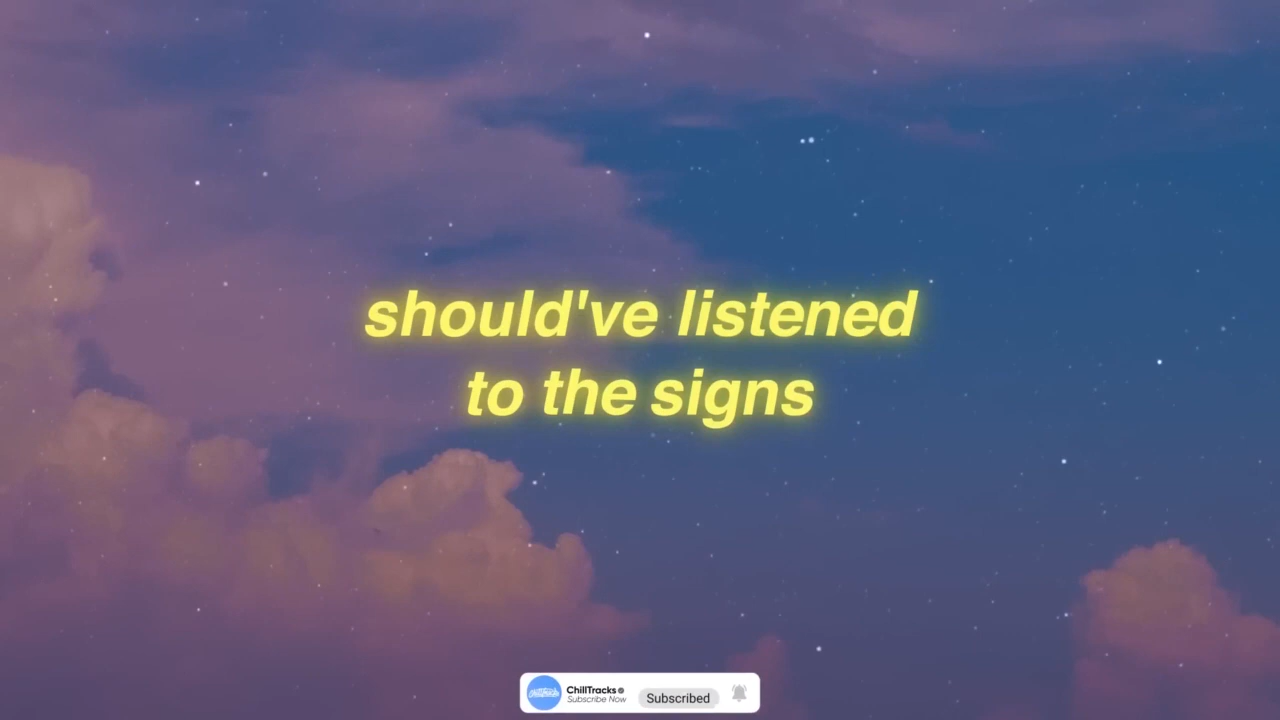 should've listened
to the signs
ChillTracks
Subscribe Now
Subscribed